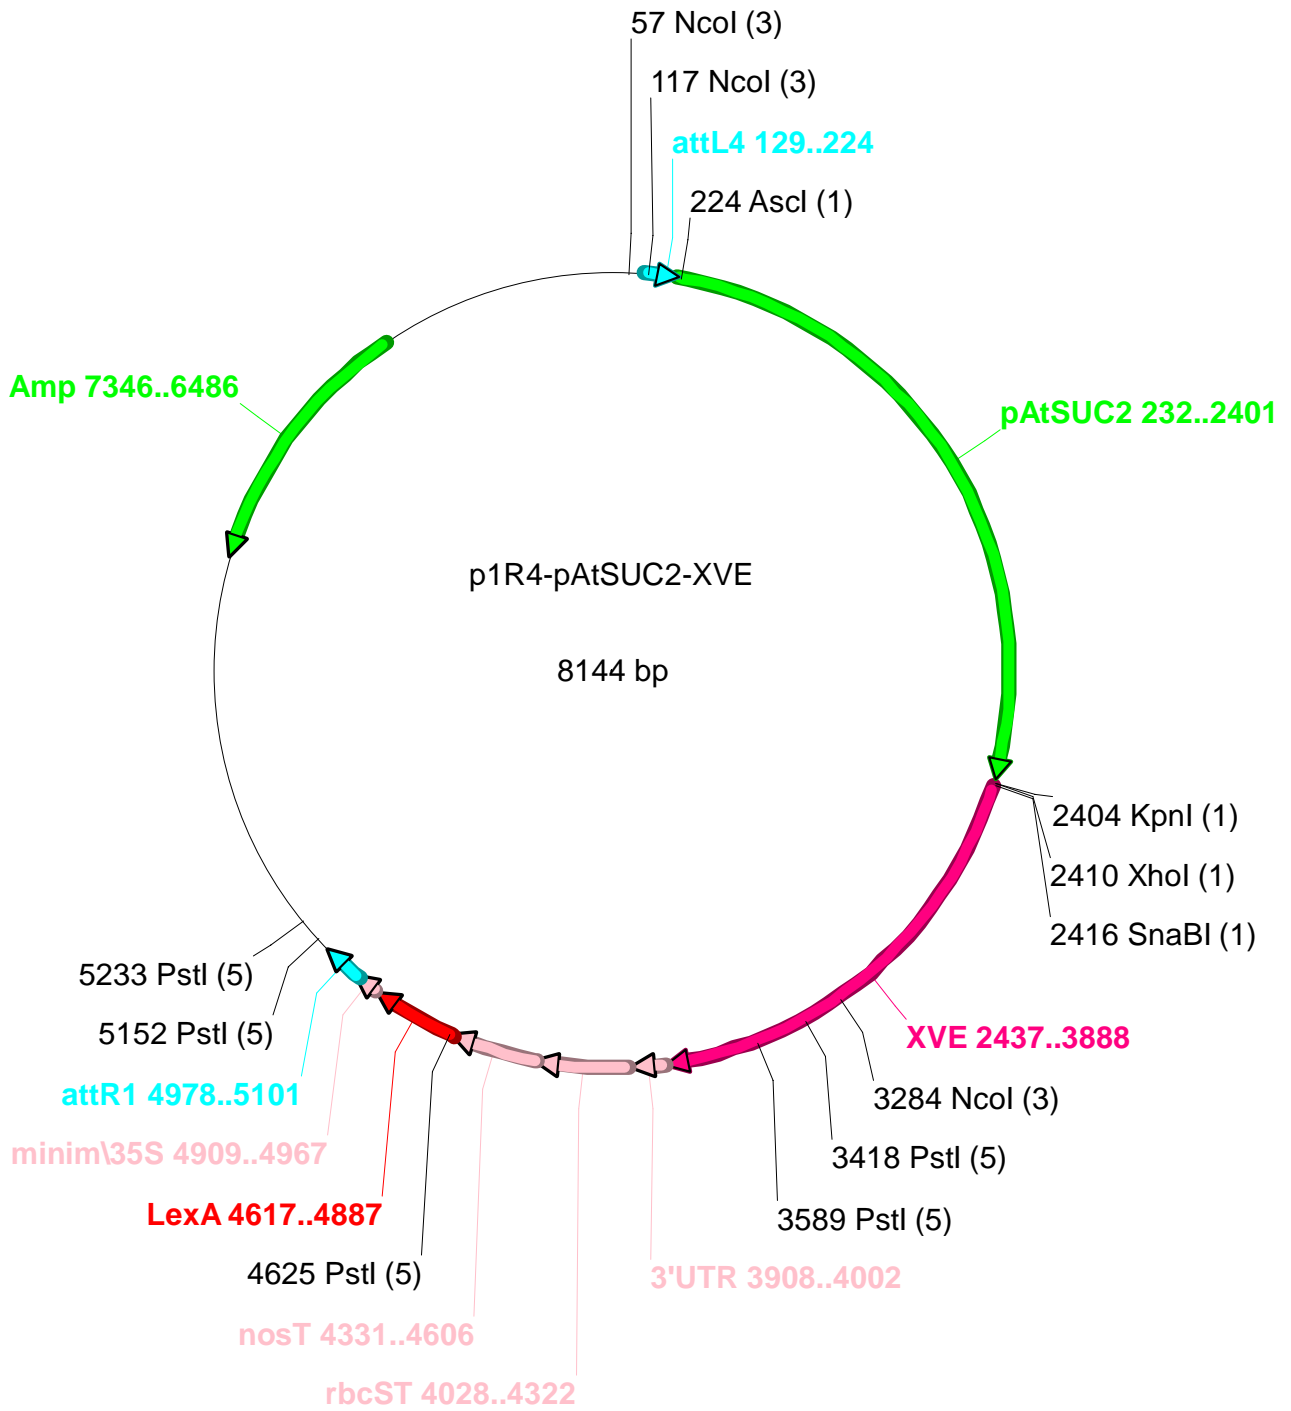 57 NcoI (3)
117 NcoI (3)
attL4 129..224
224 AscI (1)
Amp 7346..6486
pAtSUC2 232..2401
p1R4-pAtSUC2-XVE
8144 bp
2404 KpnI (1)
2410 XhoI (1)
2416 SnaBI (1)
5233 PstI (5)
5152 PstI (5)
XVE 2437..3888
attR1 4978..5101
3284 NcoI (3)
minim\35S 4909..4967
3418 PstI (5)
LexA 4617..4887
3589 PstI (5)
4625 PstI (5)
3'UTR 3908..4002
nosT 4331..4606
rbcST 4028..4322